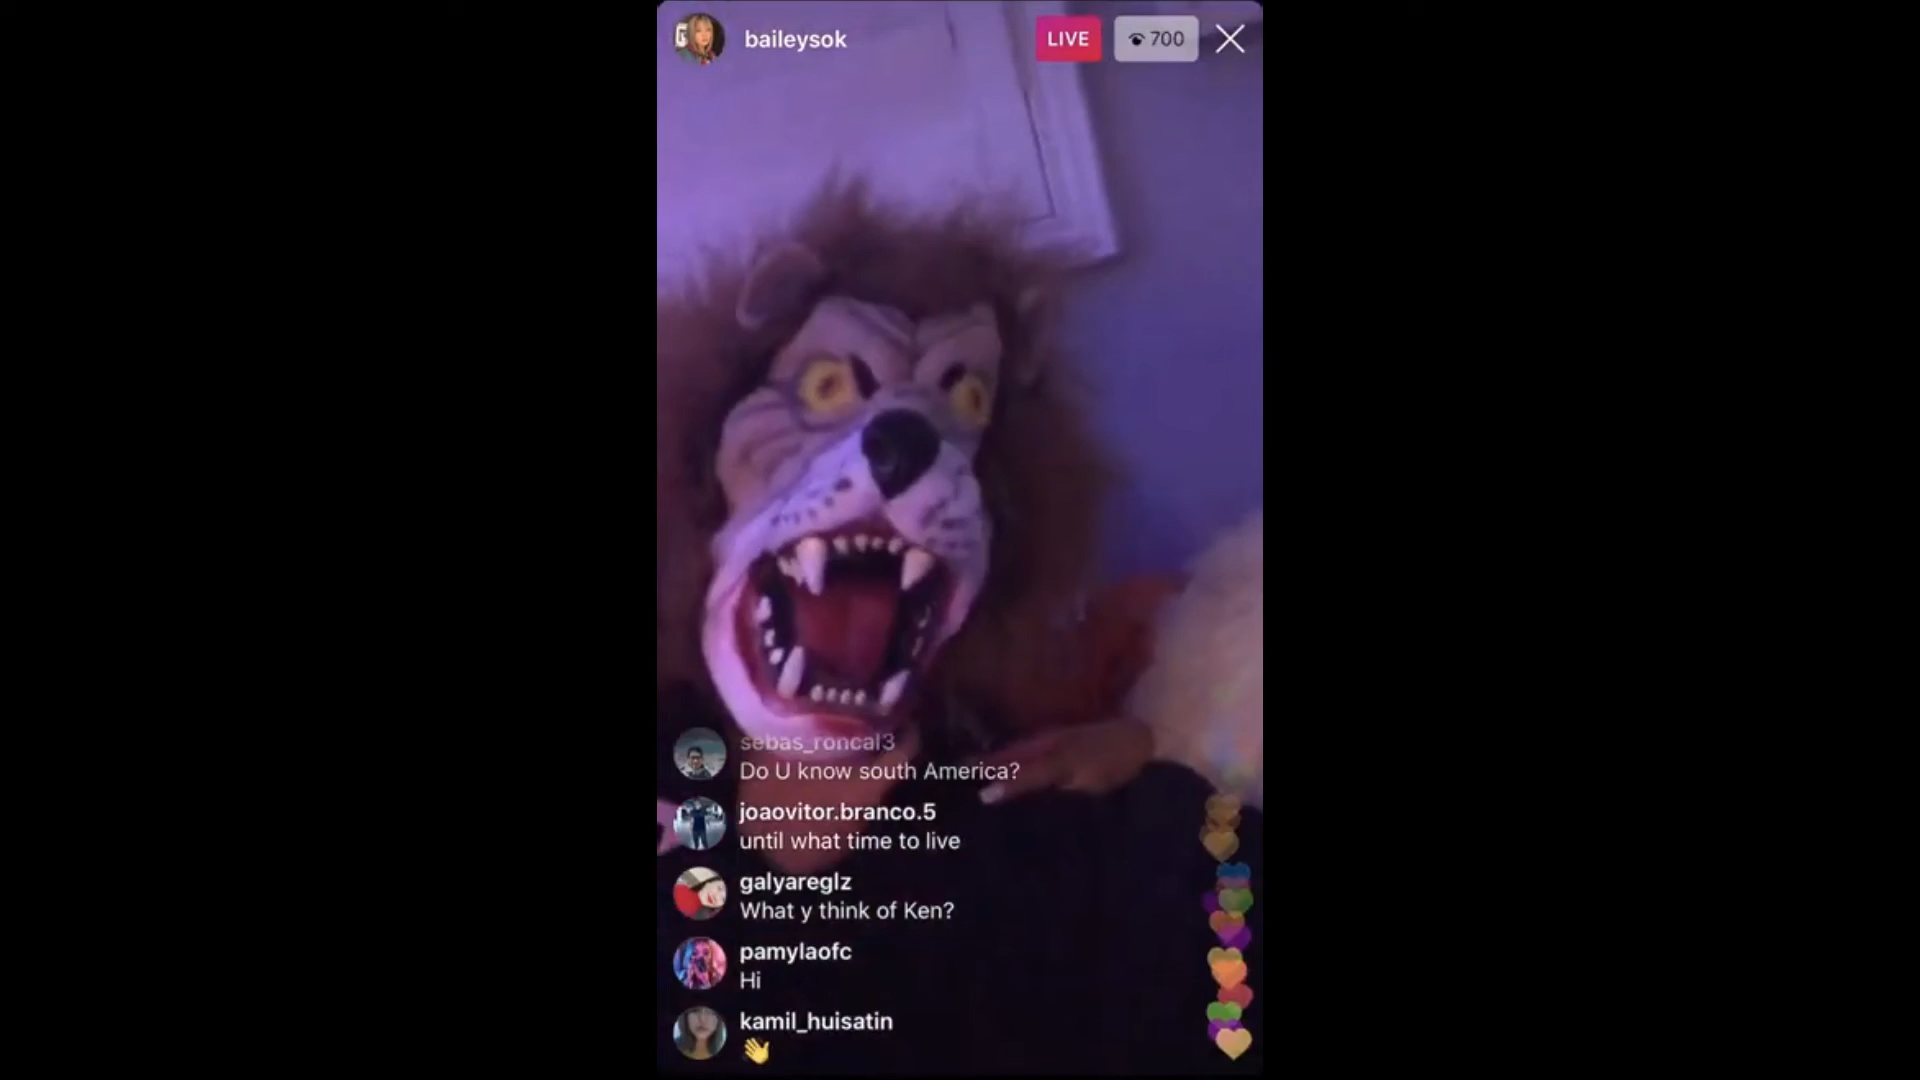 baileysok
LIVE
700
sebas_roncal3
Do U know south America?
joaovitor.branco.5
until what time to live
galyareglz
What y think of Ken?
pamylaofc
Hi
kamil_huisatin
👋